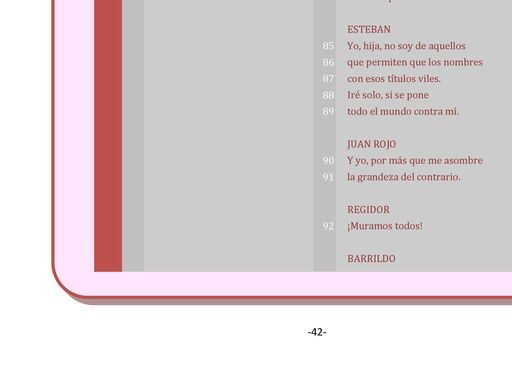 ESTEBAN
85 Yo, hija, no soy de aquellos
86 que permiten que los nombres
87 con esos títulos viles.
88 Iré solo, si se pone
89 todo el mundo contra mí.
JUAN ROJO
90 Y yo, por más que me asombre
91 la grandeza del contrario.
REGIDOR
92 ¡Muramos todos!
BARRILDO
-42-